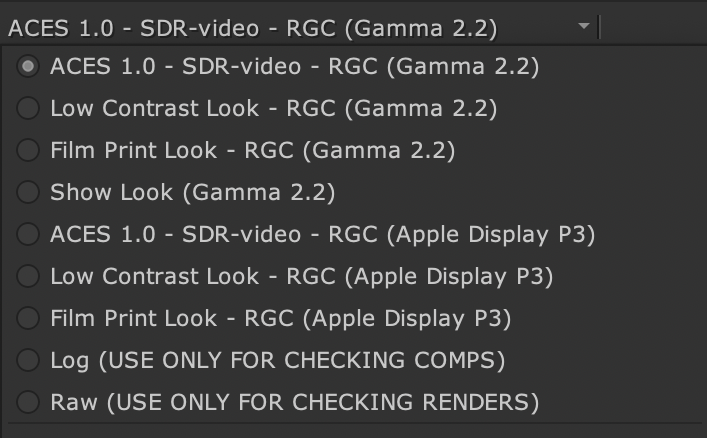 ACES 1.0 - SDR-video - RGC (Gamma 2.2)
ACES 1.0 - SDR-video - RGC (Gamma 2.2)
Low Contrast Look - RGC (Gamma 2.2)
Film Print Look - RGC (Gamma 2.2)
Show Look (Gamma 2.2)
ACES 1.0 - SDR-video - RGC (Apple Display P3)
Low Contrast Look - RGC (Apple Display P3)
Film Print Look - RGC (Apple Display P3)
Log (USE ONLY FOR CHECKING COMPS)
Raw (USE ONLY FOR CHECKING RENDERS)